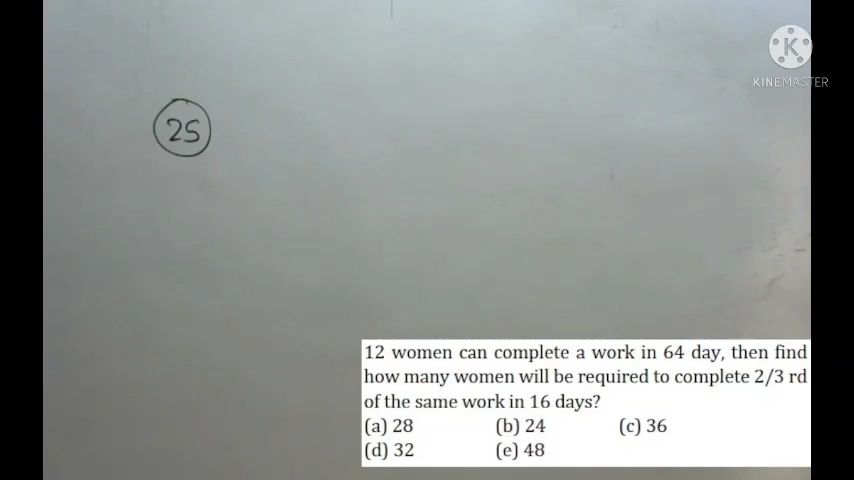 KINEMASTER
25
12 women can complete a work in 64 day, then find
how many women will be required to complete 2/3 rd
of the same work in 16 days?
(a) 28 (b) 24 (c) 36
(d) 32 (e) 48